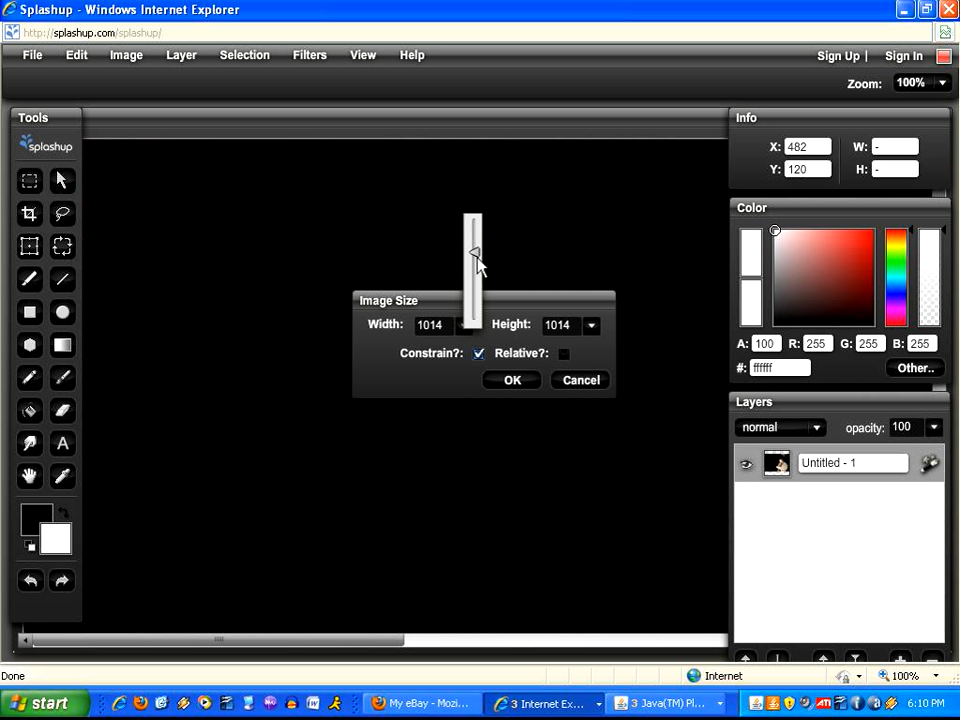 Splashup - Windows Internet Explorer
http://splashup.com/splashup/
File Edit Image Layer Selection Filters View Help Sign Up | Sign In
Zoom: 100%
Tools
splashup
A
Info
X: 482 W: -
Y: 120 H: -
Color
A: 100 R: 255 G: 255 B: 255
#: ffffff Other..
Layers
normal opacity: 100
Untitled - 1
Image Size
Width: 1014 Height: 1014
Constrain?: Relative?:
OK Cancel
Done Internet 100%
start My eBay - Mozi... 3 Internet Ex... 3 Java(TM) Pl... 6:10 PM